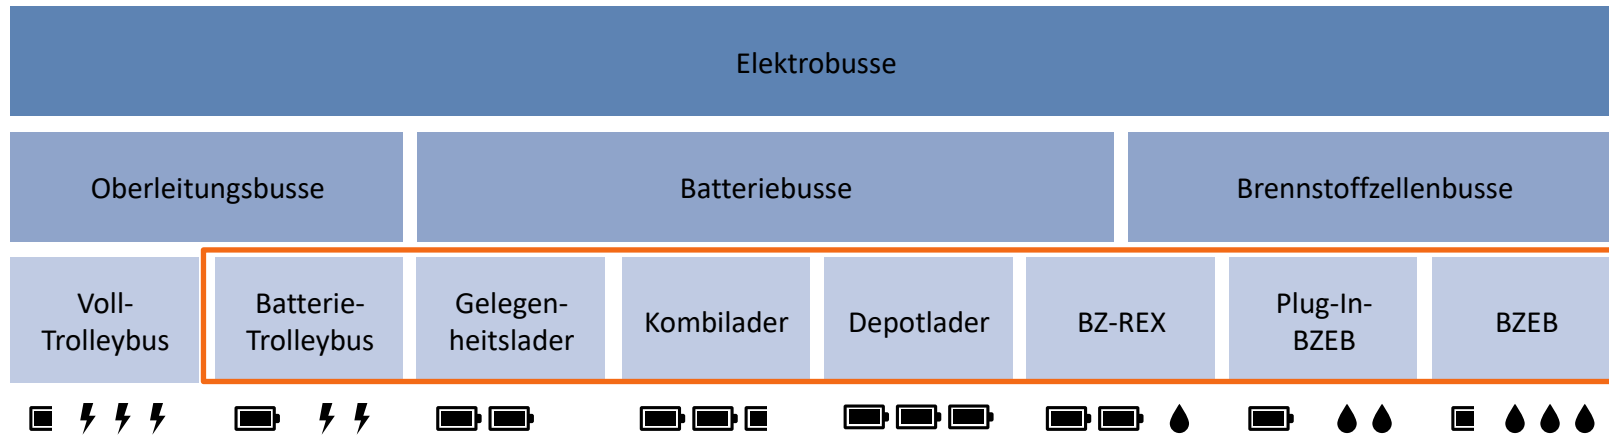 Elektrobusse
Oberleitungsbusse
Batteriebusse
Brennstoffzellenbusse
Voll-
Trolleybus
Batterie-
Trolleybus
Gelegen-
heitslader
Kombilader
Depotlader
BZ-REX
Plug-In-
BZEB
BZEB